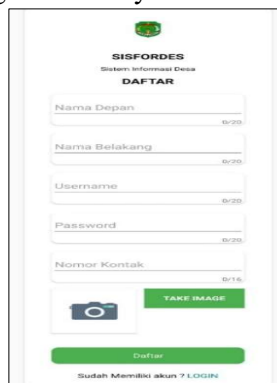 SISFORDES
Sistem Informasi Desa
DAFTAR
Nama Depan
0/20
Nama Belakang
0/20
Username
0/20
Password
0/20
Nomor Kontak
0/16
TAKE IMAGE
Daftar
Sudah Memiliki akun ? LOGIN